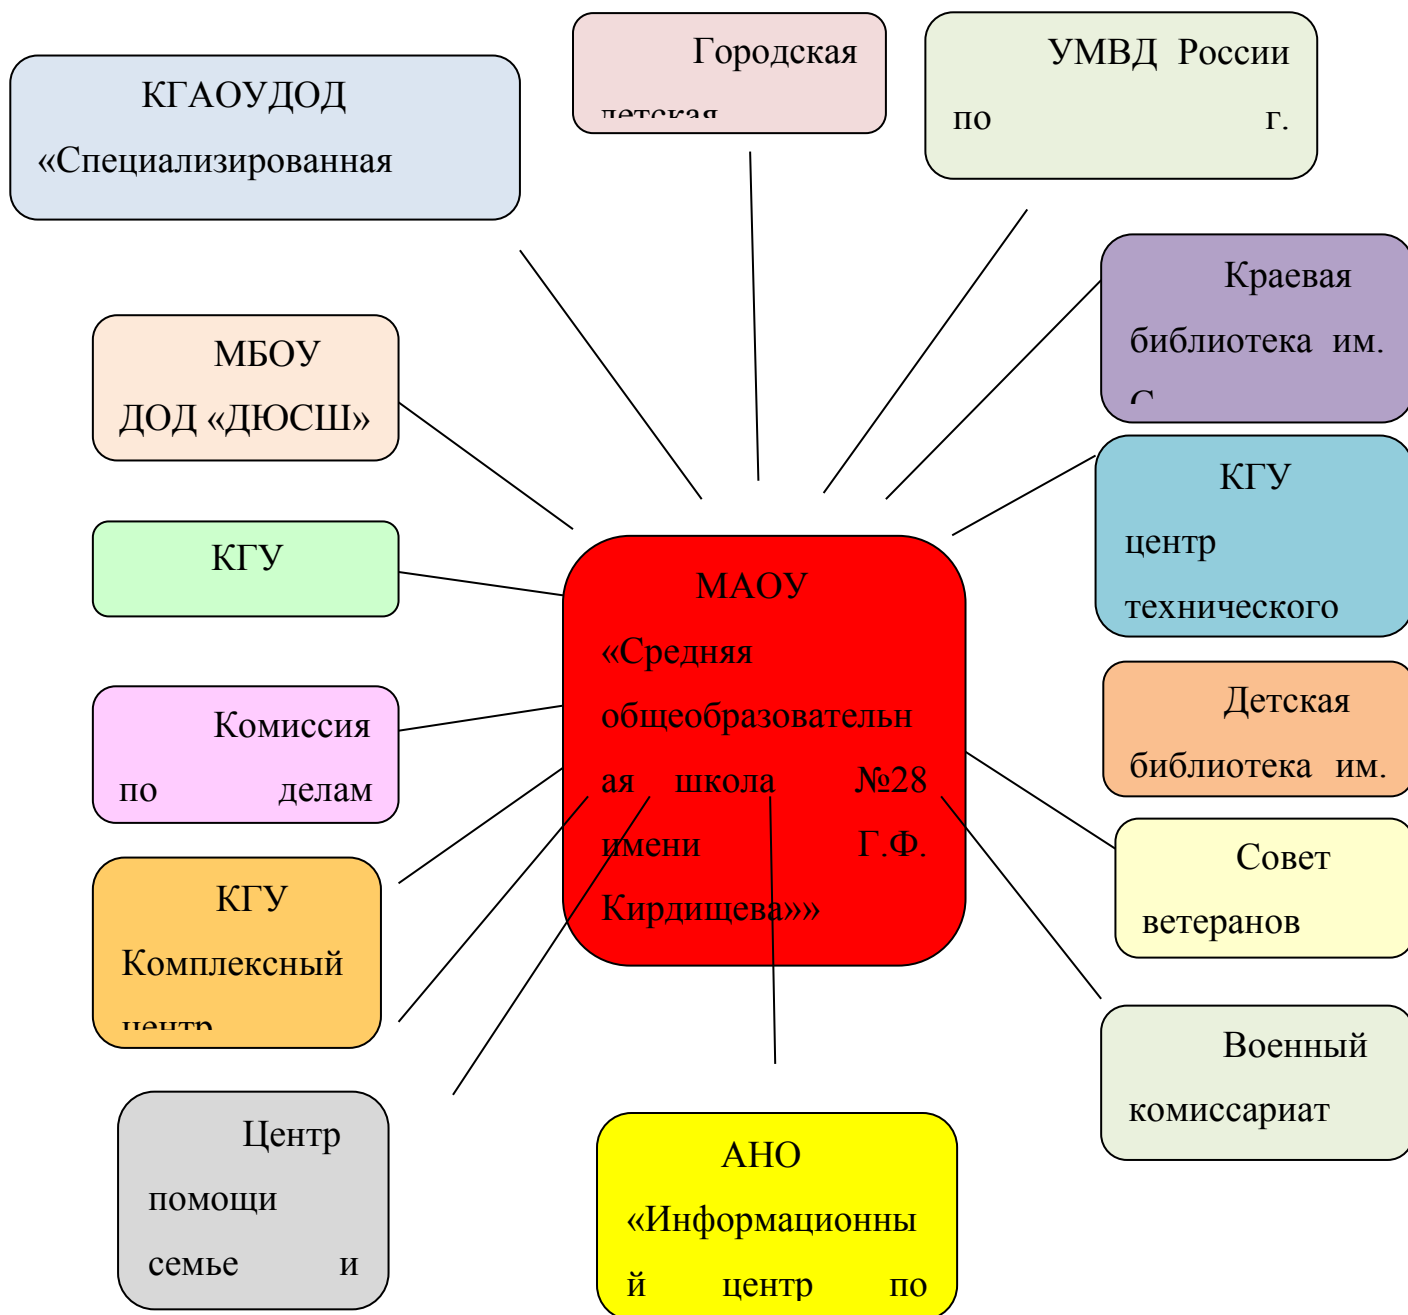 КГАОУДОД
«Специализированная
Городская
детская
УМВД России
по г.
Краевая
библиотека им.
МБОУ
ДОД «ДЮСШ»
КГУ
центр
технического
КГУ
МАОУ
«Средняя
общеобразовательн
ая школа №28
имени Г.Ф.
Кирдищева»»
Комиссия
по делам
Детская
библиотека им.
КГУ
Комплексный
центр
Совет
ветеранов
Военный
комиссариат
Центр
помощи
семье и
АНО
«Информационны
й центр по